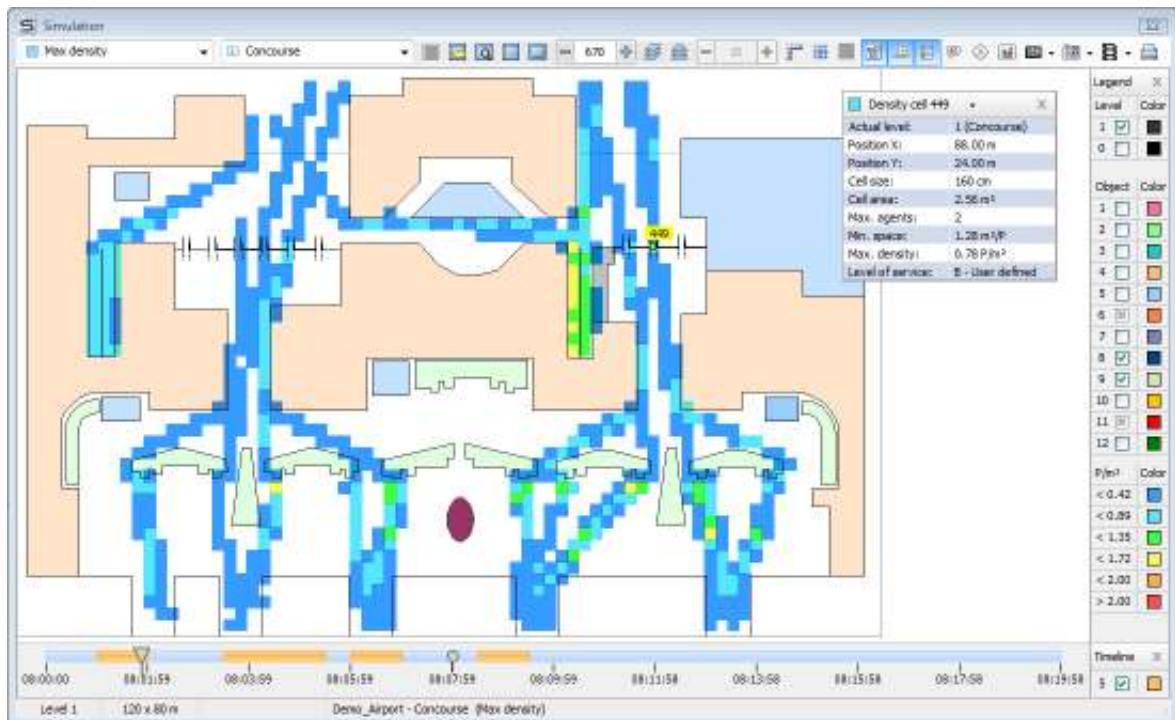 Simulation
Max density Concourse 6.70
Density cell 449
Actual level: 1 (Concourse)
Position X: 88.00 m
Position Y: 24.00 m
Cell size: 160 cm
Cell area: 2.56 m²
Max. agents: 2
Min. space: 1.28 m²/P
Max. density: 0.78 P/m²
Level of service: B - User defined
449
Legend
Level Color
1
0
Object Color
1
2
3
4
5
6
7
8
9
10
11
12
P/m² Color
< 0.42
< 0.89
< 1.35
< 1.72
< 2.00
> 2.00
Timeline
5
08:00:00 08:01:59 08:03:59 08:05:59 08:07:59 08:09:59 08:11:58 08:13:58 08:15:58 08:17:58 08:19:58
Level 1 120 x 80 m Demo_Airport - Concourse (Max density)